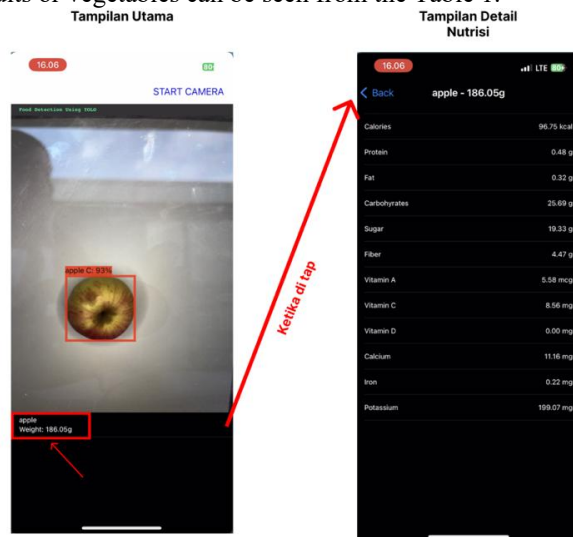 Tampilan Utama
16.06
80
START CAMERA
Food Detection Using YOLO
apple C: 93%
apple
Weight: 186.05g
Ketika di tap
Tampilan Detail
Nutrisi
16.06
LTE 80
Back
apple - 186.05g
Calories 96.75 kcal
Protein 0.48 g
Fat 0.32 g
Carbohyrates 25.69 g
Sugar 19.33 g
Fiber 4.47 g
Vitamin A 5.58 mcg
Vitamin C 8.56 mg
Vitamin D 0.00 mg
Calcium 11.16 mg
Iron 0.22 mg
Potassium 199.07 mg